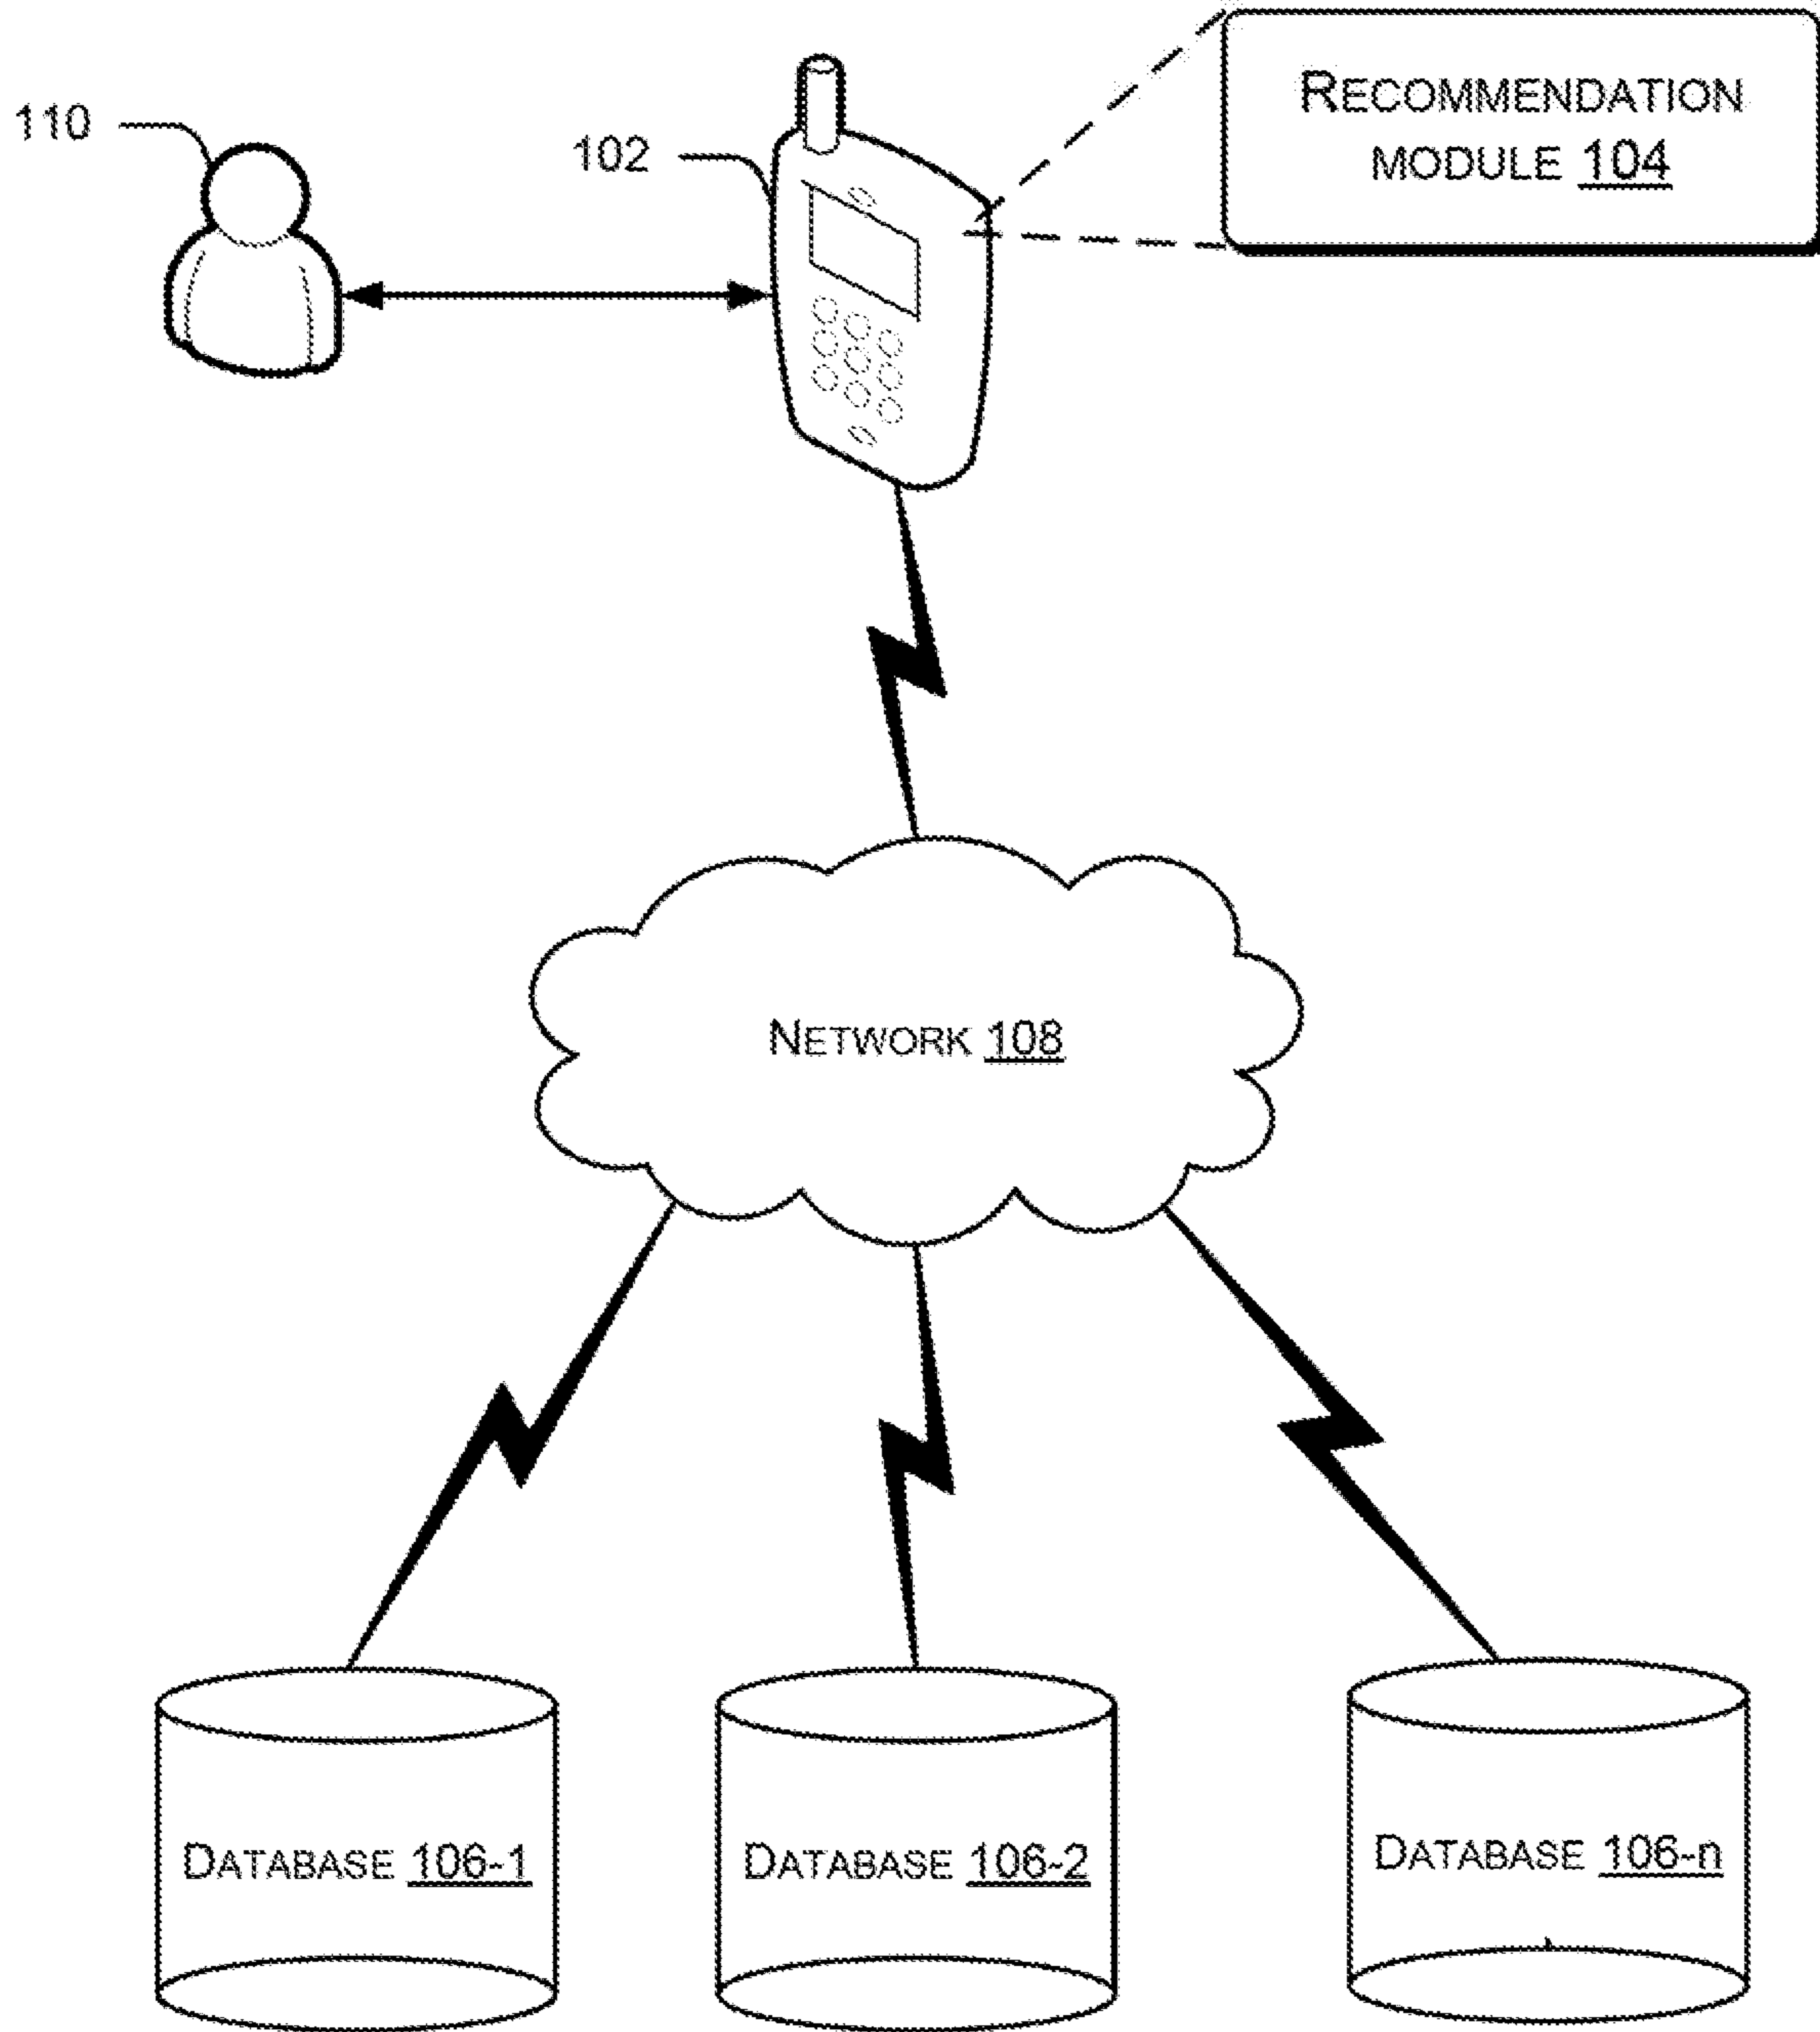 110
102
RECOMMENDATION
MODULE 104
NETWORK 108
DATABASE 106-1
DATABASE 106-2
DATABASE 106-n